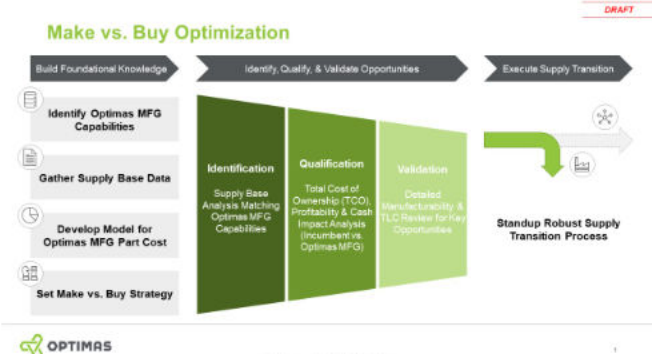 DRAFT
Make vs. Buy Optimization
Build Foundational Knowledge
Identify, Qualify, & Validate Opportunities
Execute Supply Transition
Identify Optimas MFG
Capabilities
Gather Supply Base Data
Develop Model for
Optimas MFG Part Cost
Set Make vs. Buy Strategy
Identification
Supply Base
Analysis Matching
Optimas MFG
Capabilities
Qualification
Total Cost of
Ownership (TCO),
Profitability & Cash
Impact Analysis
(Incumbent vs.
Optimas MFG)
Validation
Detailed
Manufacturability &
TLC Review for Key
Opportunities
Standup Robust Supply
Transition Process
OPTIMAS
1